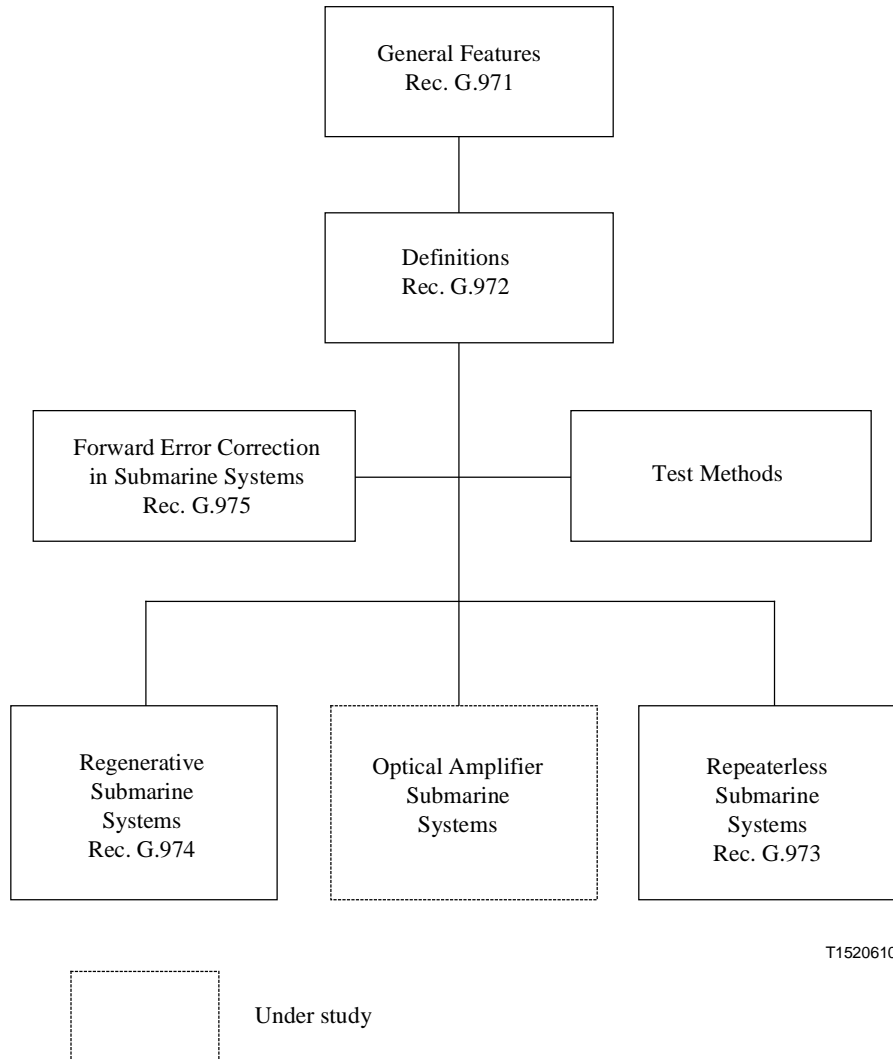 General Features
Rec. G.971
Definitions
Rec. G.972
Forward Error Correction
in Submarine Systems
Rec. G.975
Test Methods
Regenerative
Submarine
Systems
Rec. G.974
Optical Amplifier
Submarine
Systems
Repeaterless
Submarine
Systems
Rec. G.973
T1520610
Under study